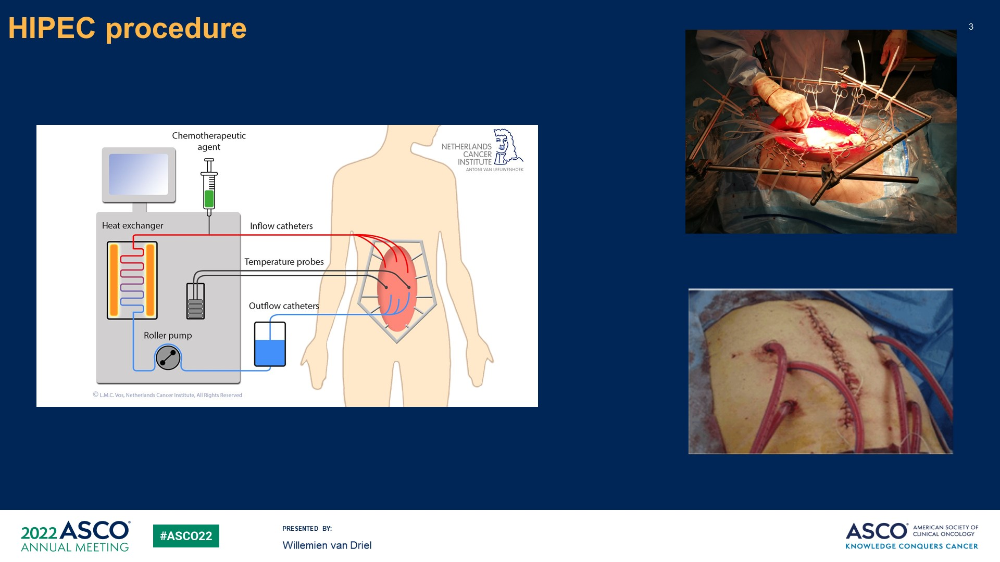 HIPEC procedure
3
Chemotherapeutic
agent
NETHERLANDS
CANCER
INSTITUTE
ANTONI VAN LEEUWENHOEK
Heat exchanger
Inflow catheters
Temperature probes
Outflow catheters
Roller pump
© L.M.C. Vos, Netherlands Cancer Institute, All Rights Reserved
2022 ASCO®
ANNUAL MEETING
#ASCO22
PRESENTED BY:
Willemien van Driel
ASCO® AMERICAN SOCIETY OF
CLINICAL ONCOLOGY
KNOWLEDGE CONQUERS CANCER